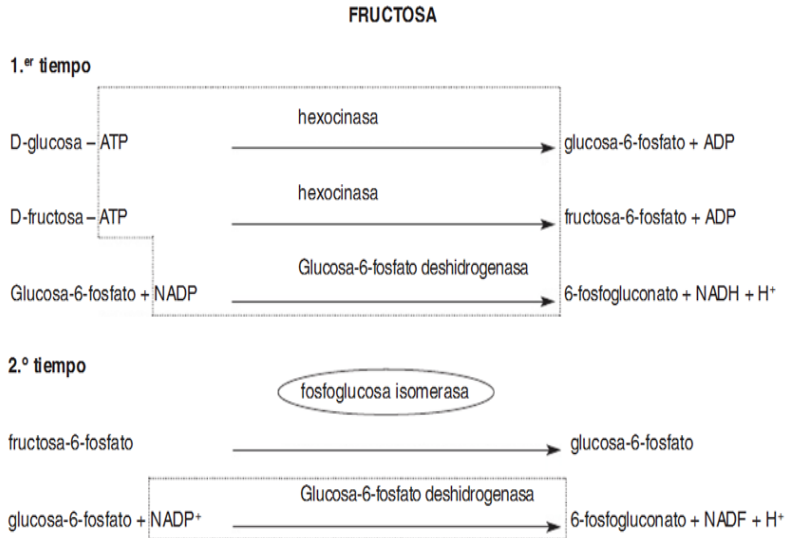 FRUCTOSA
1.er tiempo
hexocinasa
D-glucosa – ATP glucosa-6-fosfato + ADP
hexocinasa
D-fructosa – ATP fructosa-6-fosfato + ADP
Glucosa-6-fosfato deshidrogenasa
Glucosa-6-fosfato + NADP 6-fosfogluconato + NADH + H⁺
2.º tiempo
fosfoglucosa isomerasa
fructosa-6-fosfato glucosa-6-fosfato
Glucosa-6-fosfato deshidrogenasa
glucosa-6-fosfato + NADP⁺ 6-fosfogluconato + NADF + H⁺